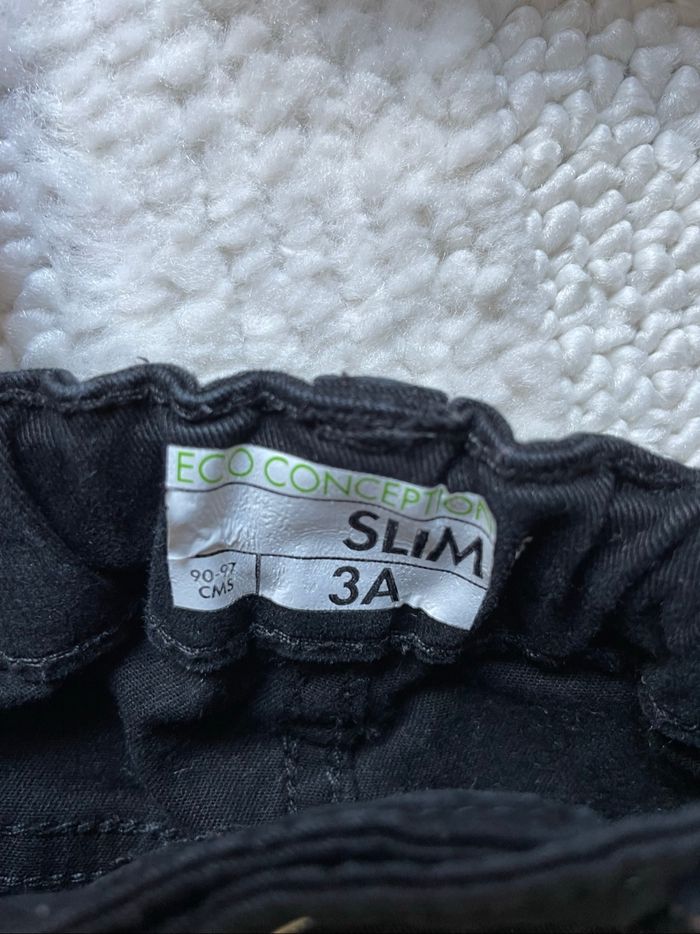 ECO CONCEPTION
SLIM
90-97
CMS
3A